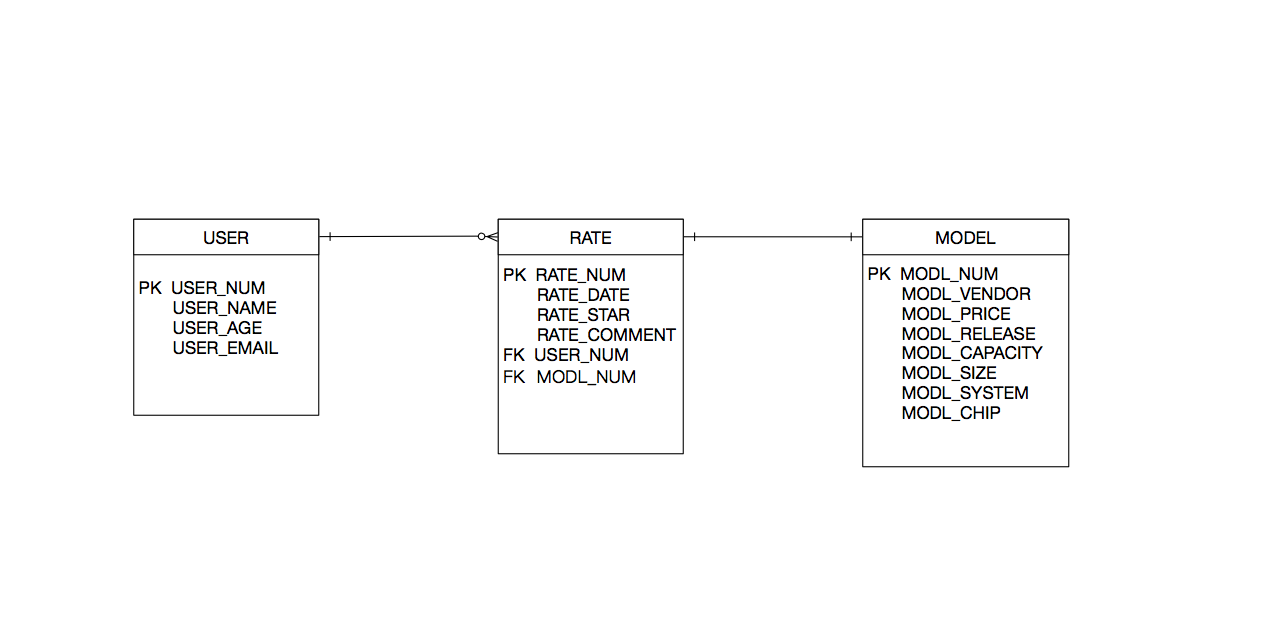 USER
PK USER_NUM
USER_NAME
USER_AGE
USER_EMAIL
RATE
PK RATE_NUM
RATE_DATE
RATE_STAR
RATE_COMMENT
FK USER_NUM
FK MODL_NUM
MODEL
PK MODL_NUM
MODL_VENDOR
MODL_PRICE
MODL_RELEASE
MODL_CAPACITY
MODL_SIZE
MODL_SYSTEM
MODL_CHIP